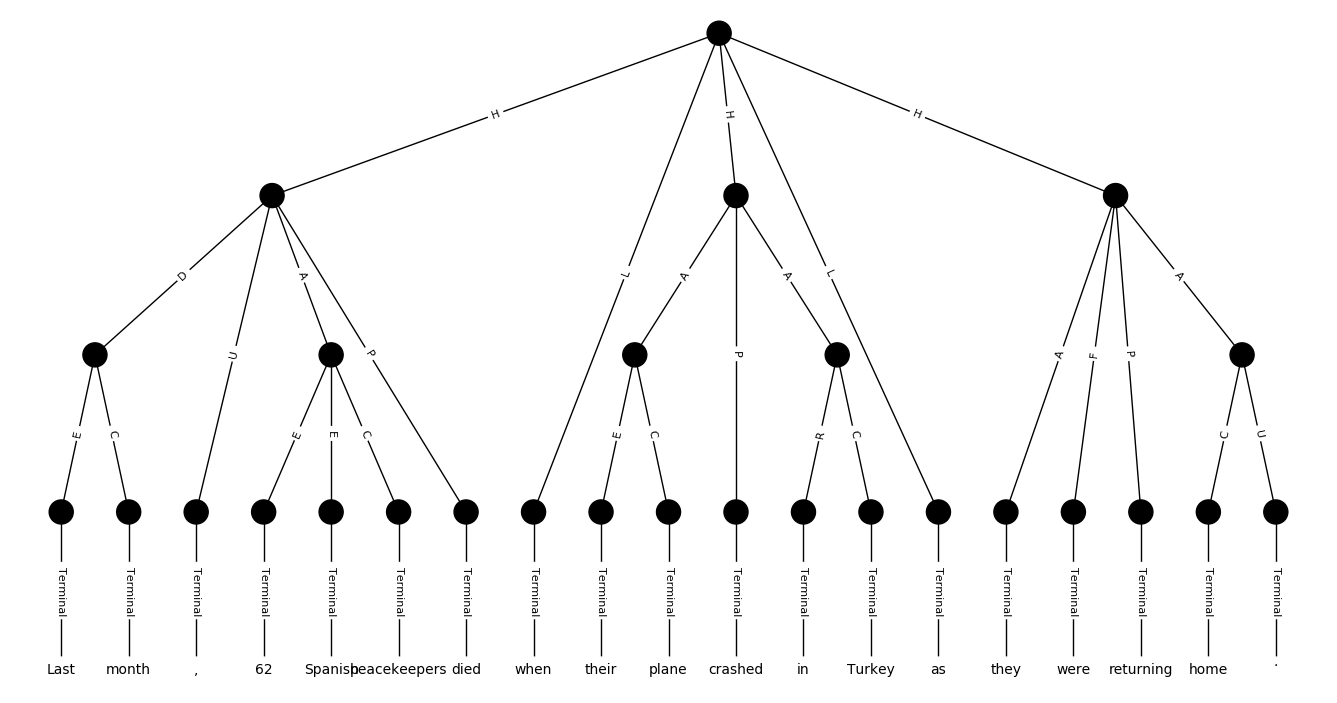 H L H L H
D U A P A P A A F P A
E C E E C E C R C C U
Terminal Terminal Terminal Terminal Terminal Terminal Terminal Terminal Terminal Terminal Terminal Terminal Terminal Terminal Terminal Terminal Terminal Terminal Terminal
Last month , 62 Spanish peacekeepers died when their plane crashed in Turkey as they were returning home .